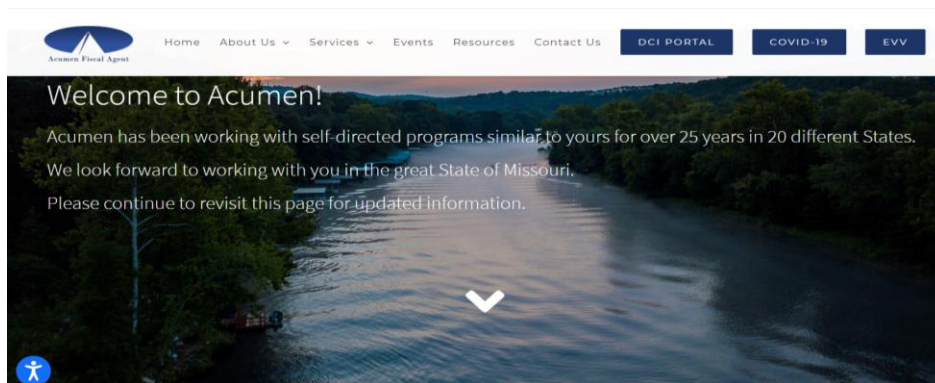 Acumen Fiscal Agent
Home About Us Services Events Resources Contact Us DCI PORTAL COVID-19 EVV
Welcome to Acumen!
Acumen has been working with self-directed programs similar to yours for over 25 years in 20 different States.
We look forward to working with you in the great State of Missouri.
Please continue to revisit this page for updated information.